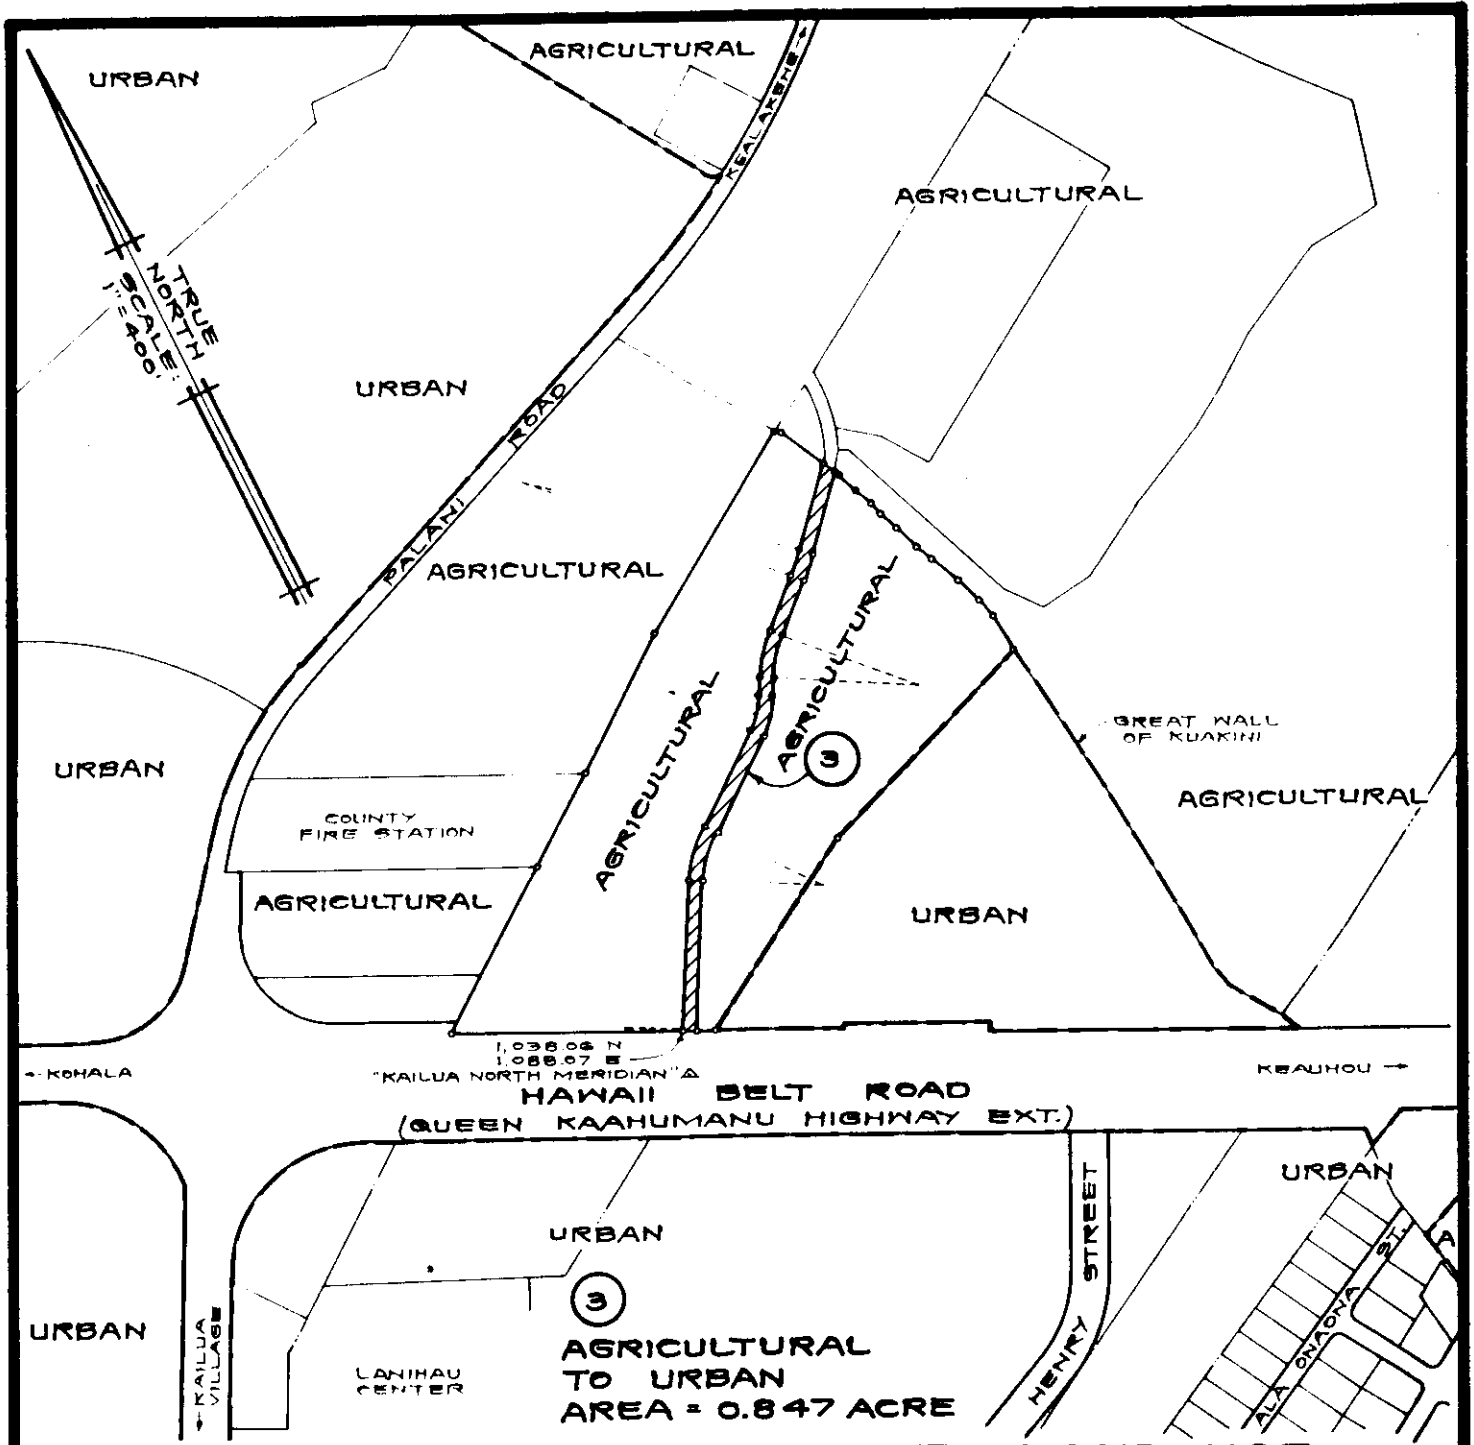 AGRICULTURAL
URBAN
KEALAKEHE
AGRICULTURAL
TRUE
NORTH
SCALE:
1"=400'
URBAN
PALANI ROAD
AGRICULTURAL
AGRICULTURAL
AGRICULTURAL
3
GREAT WALL
OF KUAKINI
URBAN
AGRICULTURAL
COUNTY
FIRE STATION
AGRICULTURAL
URBAN
1,038.06 N
1,088.07 E
"KAILUA NORTH MERIDIAN" △
← KOHALA
KEAUHOU →
HAWAII BELT ROAD
(QUEEN KAAHUMANU HIGHWAY EXT.)
URBAN
URBAN
HENRY STREET
ALA ONAONA ST.
A
3
URBAN
← KAILUA
VILLAGE
LANIHAU
CENTER
AGRICULTURAL
TO URBAN
AREA = 0.847 ACRE